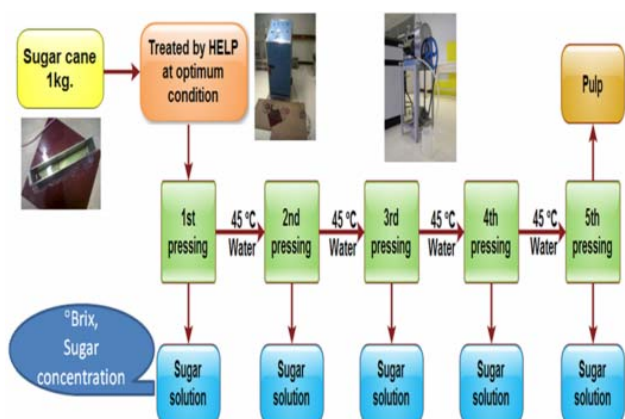 Sugar cane
1kg.
Treated by HELP
at optimum
condition
Pulp
1st
pressing
45 °C
Water
2nd
pressing
45 °C
Water
3rd
pressing
45 °C
Water
4th
pressing
45 °C
Water
5th
pressing
°Brix,
Sugar
concentration
Sugar
solution
Sugar
solution
Sugar
solution
Sugar
solution
Sugar
solution